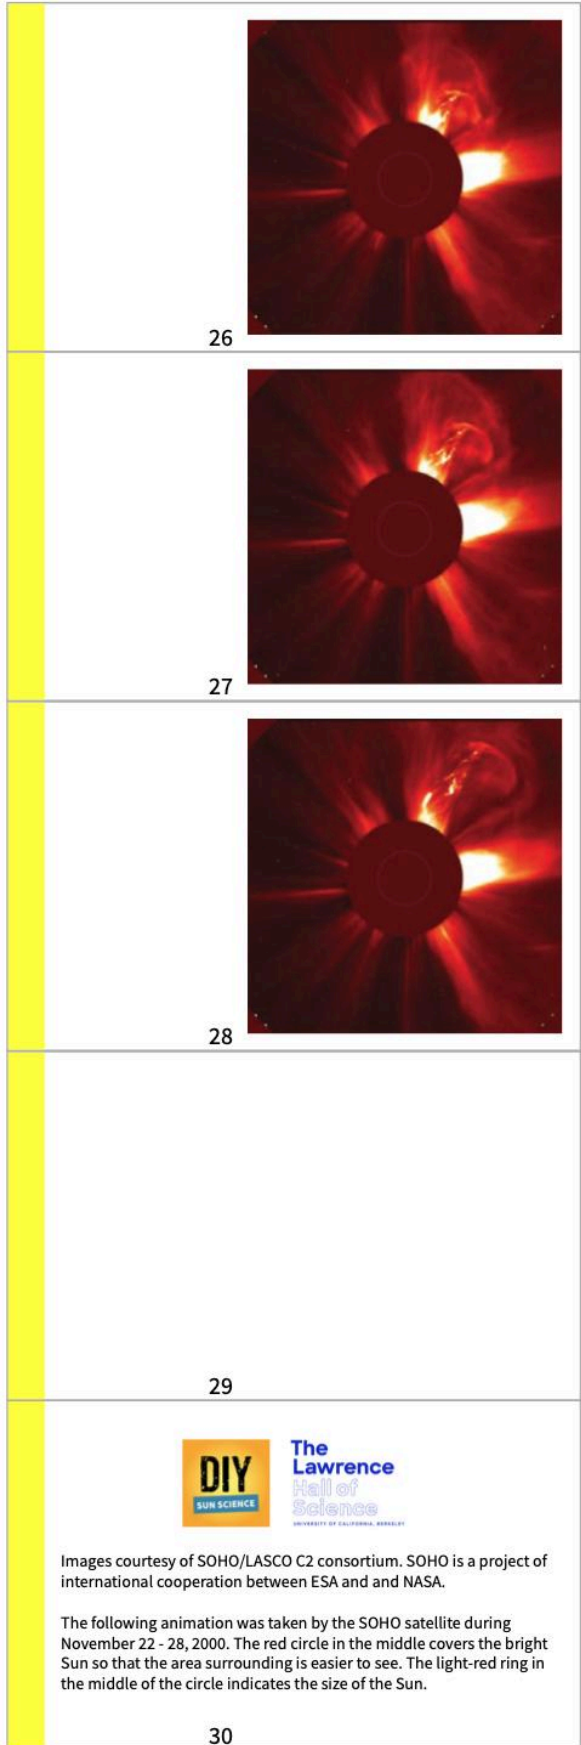 26
27
28
29
DIY
SUN SCIENCE
The
Lawrence
Hall of
Science
UNIVERSITY OF CALIFORNIA, BERKELEY
Images courtesy of SOHO/LASCO C2 consortium. SOHO is a project of
international cooperation between ESA and and NASA.
The following animation was taken by the SOHO satellite during
November 22 - 28, 2000. The red circle in the middle covers the bright
Sun so that the area surrounding is easier to see. The light-red ring in
the middle of the circle indicates the size of the Sun.
30